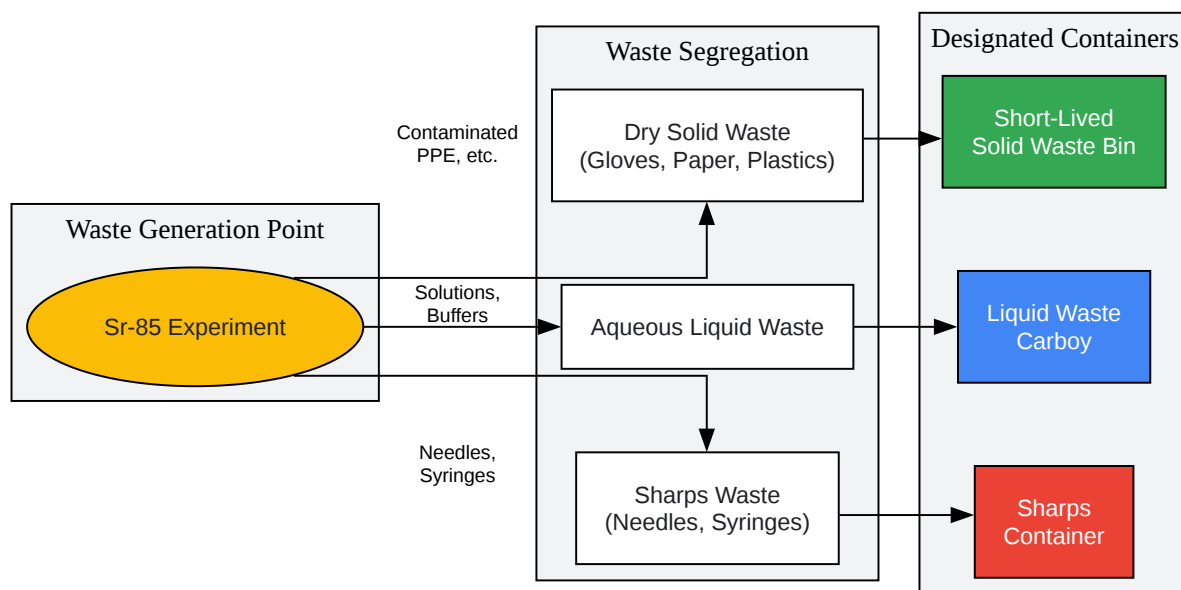 Waste Generation Point
Sr-85 Experiment
Contaminated
PPE, etc.
Solutions,
Buffers
Needles,
Syringes
Waste Segregation
Dry Solid Waste
(Gloves, Paper, Plastics)
Aqueous Liquid Waste
Sharps Waste
(Needles, Syringes)
Designated Containers
Short-Lived
Solid Waste Bin
Liquid Waste
Carboy
Sharps
Container